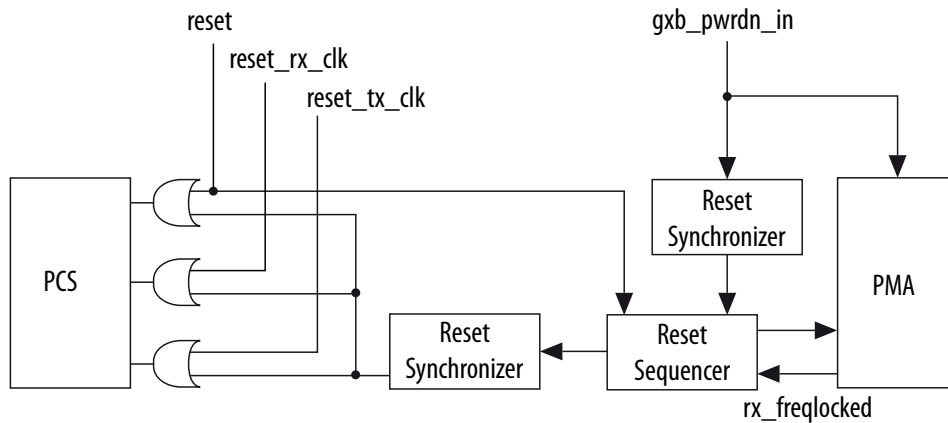 reset
gxb_pwrdn_in
reset_rx_clk
reset_tx_clk
Reset
Synchronizer
PCS
PMA
Reset
Synchronizer
Reset
Sequencer
rx_freqlocked